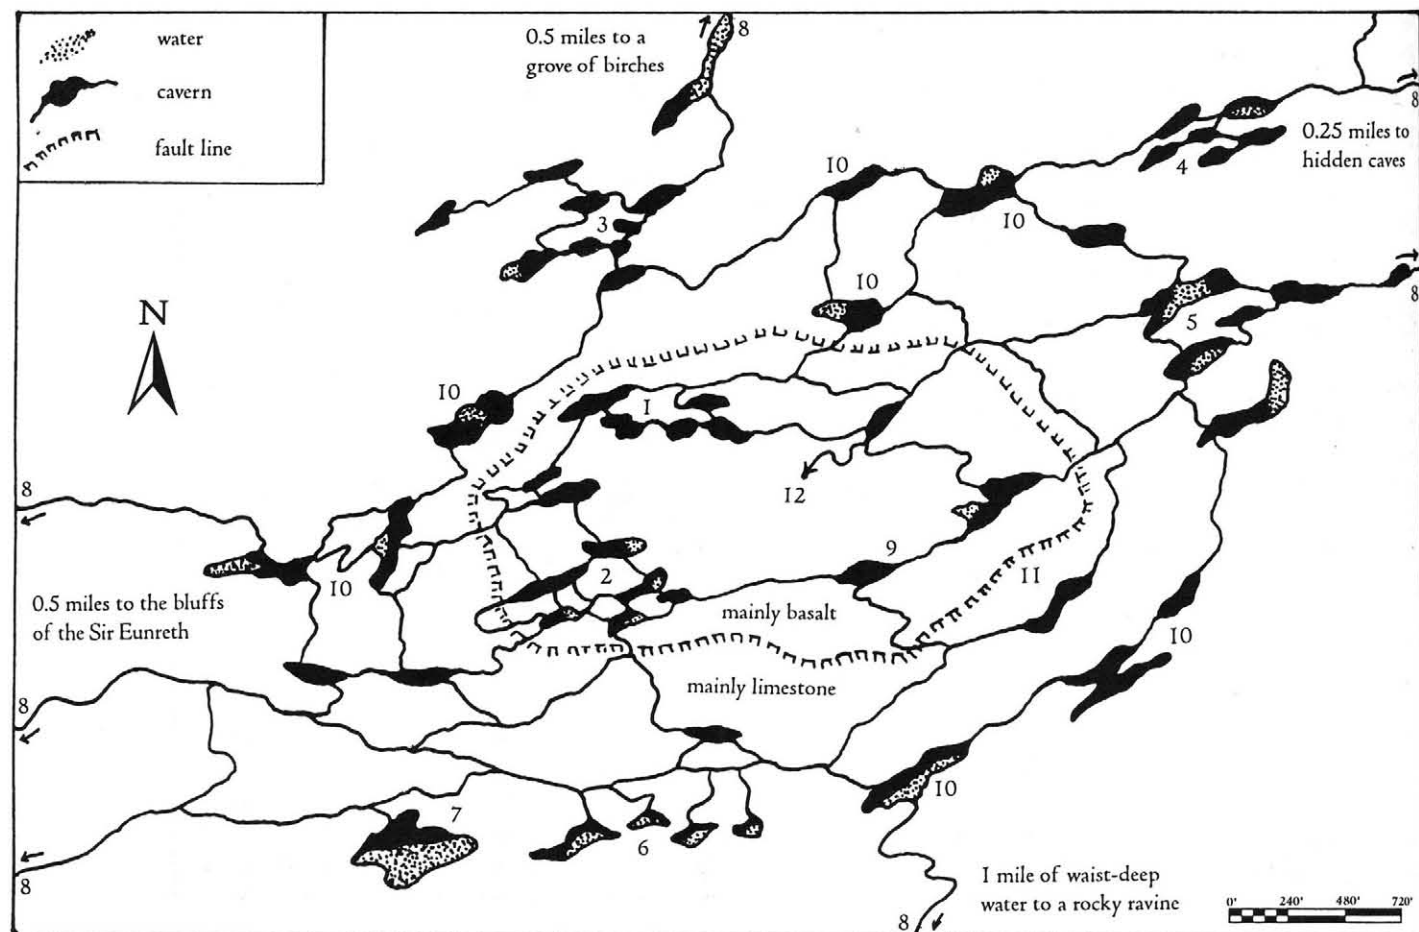 water
cavern
fault line
0.5 miles to a
grove of birches
8
8
0.25 miles to
hidden caves
4
10
10
3
10
8
5
N
10
1
12
8
9
10
2
11
0.5 miles to the bluffs
of the Sir Eunreth
mainly basalt
10
mainly limestone
8
7
6
10
8
1 mile of waist-deep
water to a rocky ravine
8
0' 240' 480' 720'